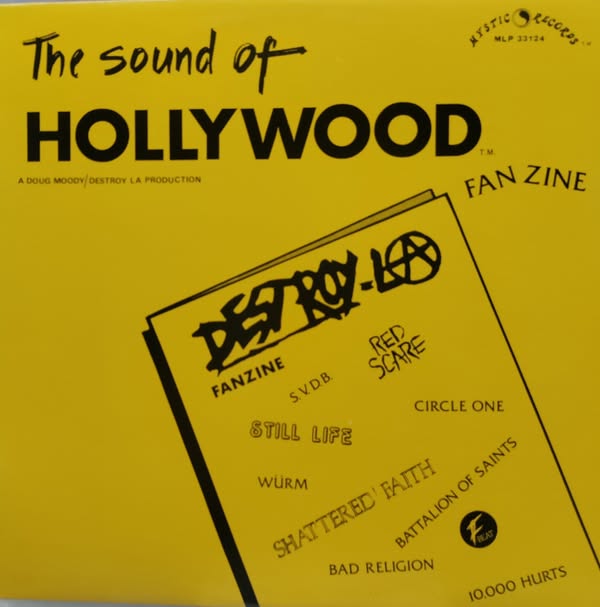 The sound of
MYSTIC RECORDS T.M.
MLP 33124
HOLLYWOOD T.M.
A DOUG MOODY/DESTROY LA PRODUCTION
FAN ZINE
DESTROY-LA
FANZINE
S.V.D.B.
RED
SCARE
CIRCLE ONE
STILL LIFE
WÜRM
SHATTERED FAITH
BATTALION OF SAINTS
F
BEAT
BAD RELIGION
10,000 HURTS